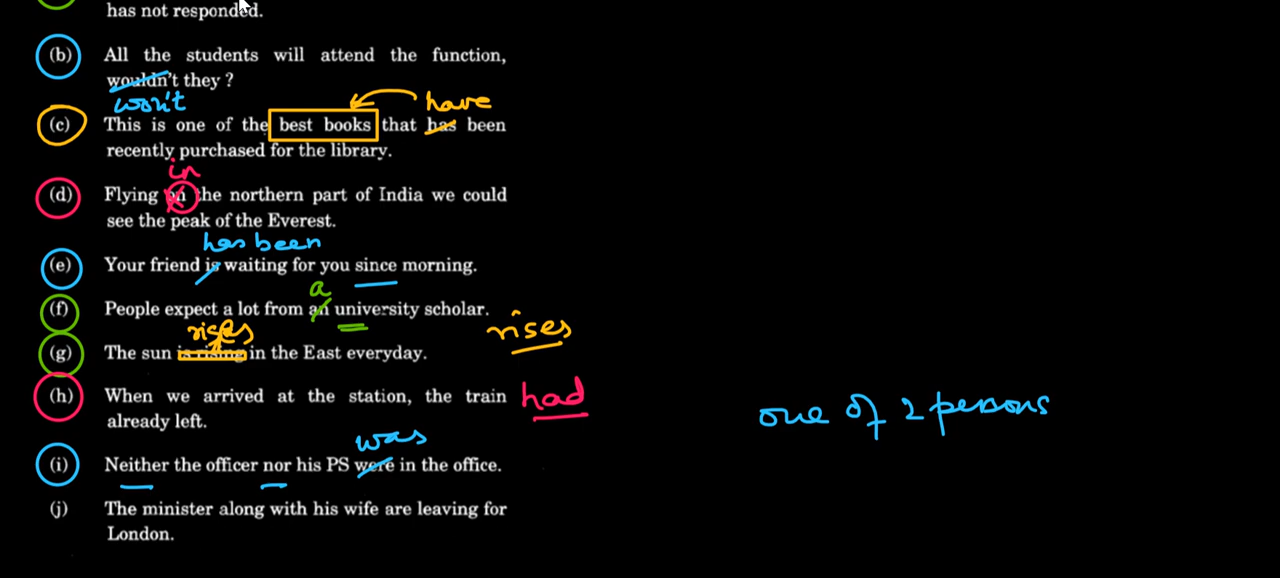 has not responded.
(b) All the students will attend the function,
wouldn't they ?
won't
have
(c) This is one of the best books that has been
recently purchased for the library.
in
(d) Flying on the northern part of India we could
see the peak of the Everest.
has been
(e) Your friend is waiting for you since morning.
a
(f) People expect a lot from an university scholar.
rises
rises
(g) The sun is rising in the East everyday.
(h) When we arrived at the station, the train had
already left.
one of 2 persons
was
(i) Neither the officer nor his PS were in the office.
(j) The minister along with his wife are leaving for
London.